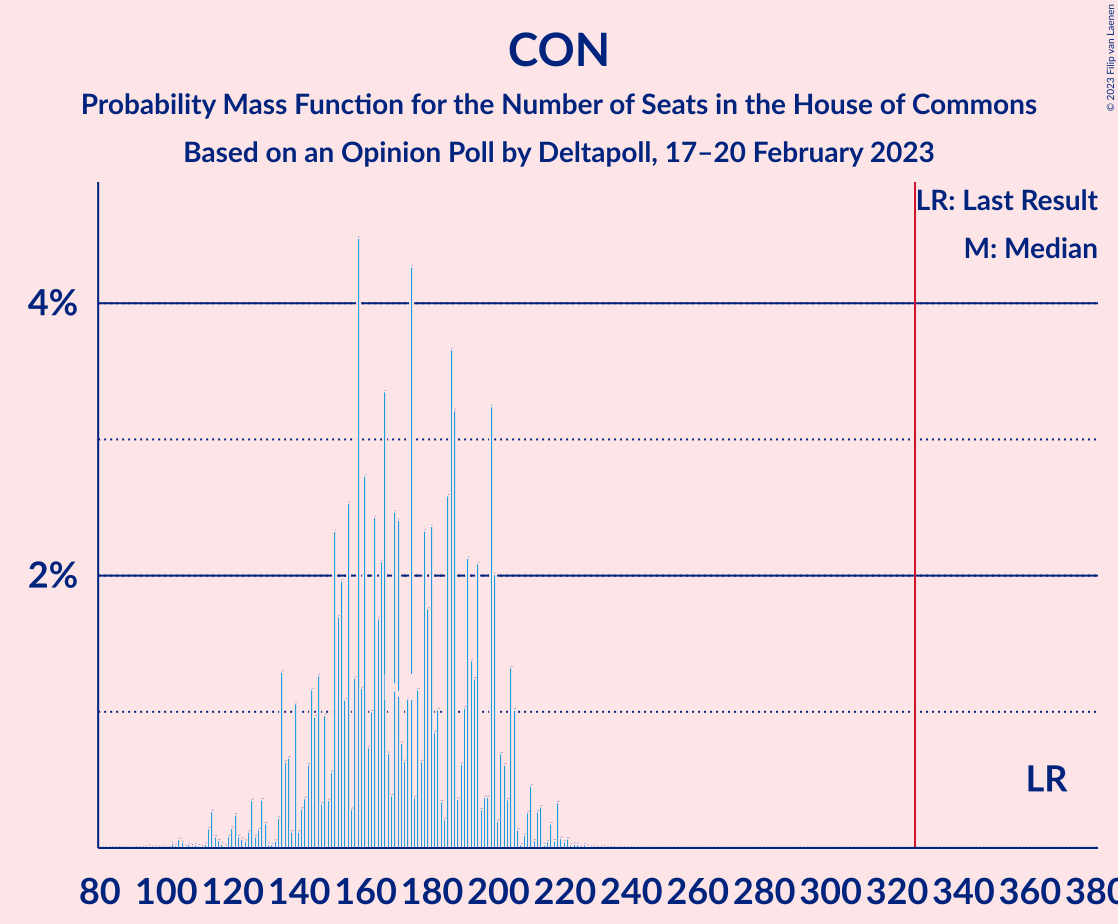 CON
Probability Mass Function for the Number of Seats in the House of Commons
Based on an Opinion Poll by Deltapoll, 17–20 February 2023
© 2023 Filip van Laenen
LR: Last Result
M: Median
4%
2%
LR
80 100 120 140 160 180 200 220 240 260 280 300 320 340 360 380